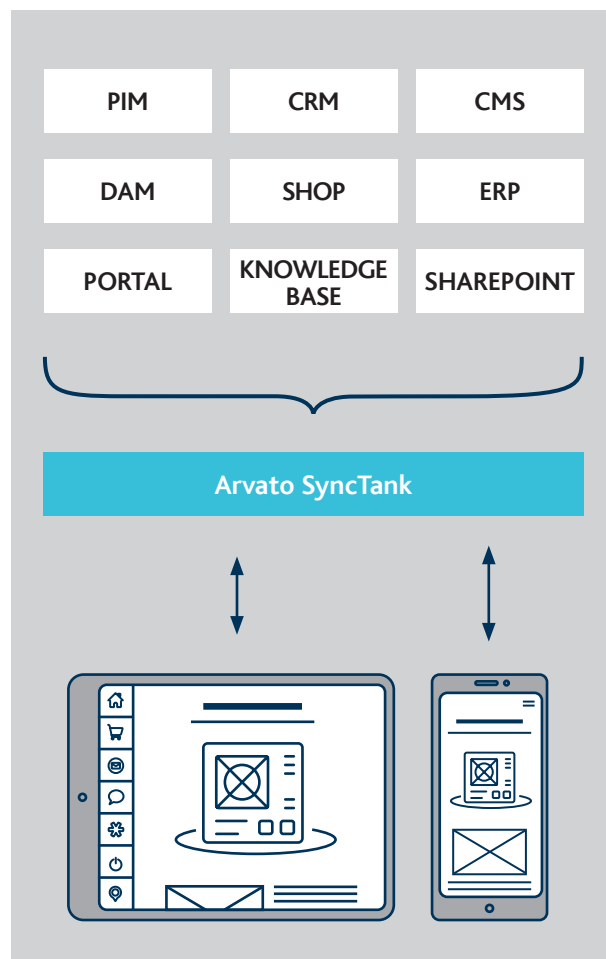 PIM
CRM
CMS
DAM
SHOP
ERP
PORTAL
KNOWLEDGE
BASE
SHAREPOINT
Arvato SyncTank